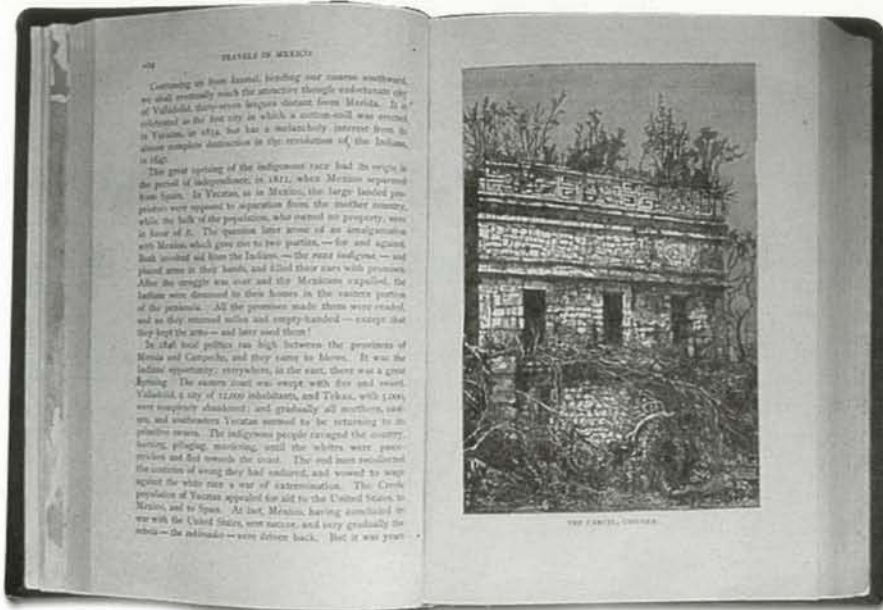 TRAVELS IN MEXICO
Continuing on from Izamal, bending our course southward,
we shall eventually reach the attractive though unfortunate city
of Valladolid, thirty-seven leagues distant from Merida. It is
celebrated as the first city in which a cotton-mill was erected
in Yucatan, in 1834, but has a melancholy interest from its
almost complete destruction in the revolution of the Indians,
in 1847.
This great uprising of the indigenous race had its origin in
the period of independence, in 1821, when Mexico separated
from Spain. In Yucatan, as in Mexico, the large landed pro-
prietors were opposed to separation from the mother country,
while the bulk of the population, who owned no property, were
in favor of it. The question later arose of an amalgamation
with Mexico, which gave rise to two parties, — for and against.
Both invoked aid from the Indians, — the raza indigena, — and
placed arms in their hands, and filled their ears with promises.
After the struggle was over and the Mexicans expelled, the
Indians were dismissed to their homes in the eastern portion
of the peninsula. All the promises made them were evaded,
and so they returned sullen and empty-handed — except that
they kept the arms — and later used them!
In 1846 local politics ran high between the provinces of
Merida and Campeche, and they came to blows. It was the
Indians' opportunity; everywhere, in the east, there was a great
uprising. The eastern coast was swept with fire and sword.
Valladolid, a city of 12,000 inhabitants, and Tekax, with 5,000,
were completely abandoned; and gradually all northern, east-
ern, and southeastern Yucatan seemed to be returning to its
primitive owners. The indigenous people ravaged the country,
burning, pillaging, murdering, until the whites were panic-
stricken and fled towards the coast. The red men recollected
the centuries of wrong they had endured, and vowed to wage
against the white race a war of extermination. The Creole
population of Yucatan appealed for aid to the United States, to
Mexico, and to Spain. At last, Mexico, having concluded its
war with the United States, sent succor, and very gradually the
rebels — the sublevados — were driven back. But it was years
THE CARCEL, CHICHEN.